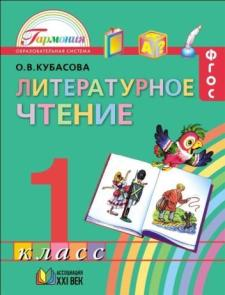 Гармония
ОБРАЗОВАТЕЛЬНАЯ СИСТЕМА
ФГОС
О.В.КУБАСОВА
ЛИТЕРАТУРНОЕ
ЧТЕНИЕ
1
класс
АССОЦИАЦИЯ
XXI ВЕК